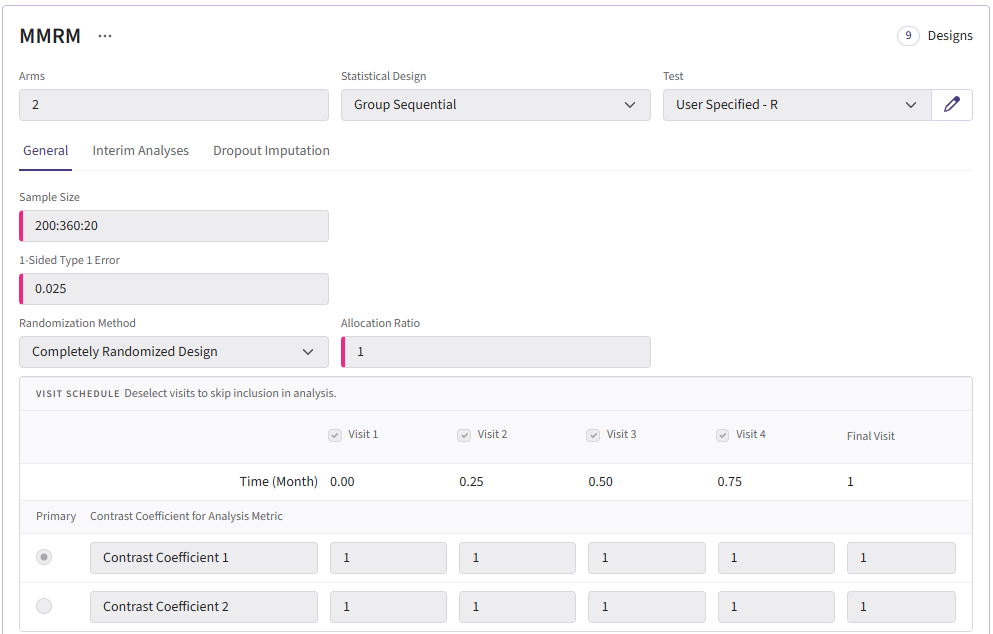 MMRM ...
9 Designs
Arms Statistical Design Test
2 Group Sequential User Specified - R
General Interim Analyses Dropout Imputation
Sample Size
200:360:20
1-Sided Type 1 Error
0.025
Randomization Method Allocation Ratio
Completely Randomized Design 1
VISIT SCHEDULE Deselect visits to skip inclusion in analysis.
Visit 1 Visit 2 Visit 3 Visit 4 Final Visit
Time (Month) 0.00 0.25 0.50 0.75 1
Primary Contrast Coefficient for Analysis Metric
Contrast Coefficient 1 1 1 1 1 1
Contrast Coefficient 2 1 1 1 1 1